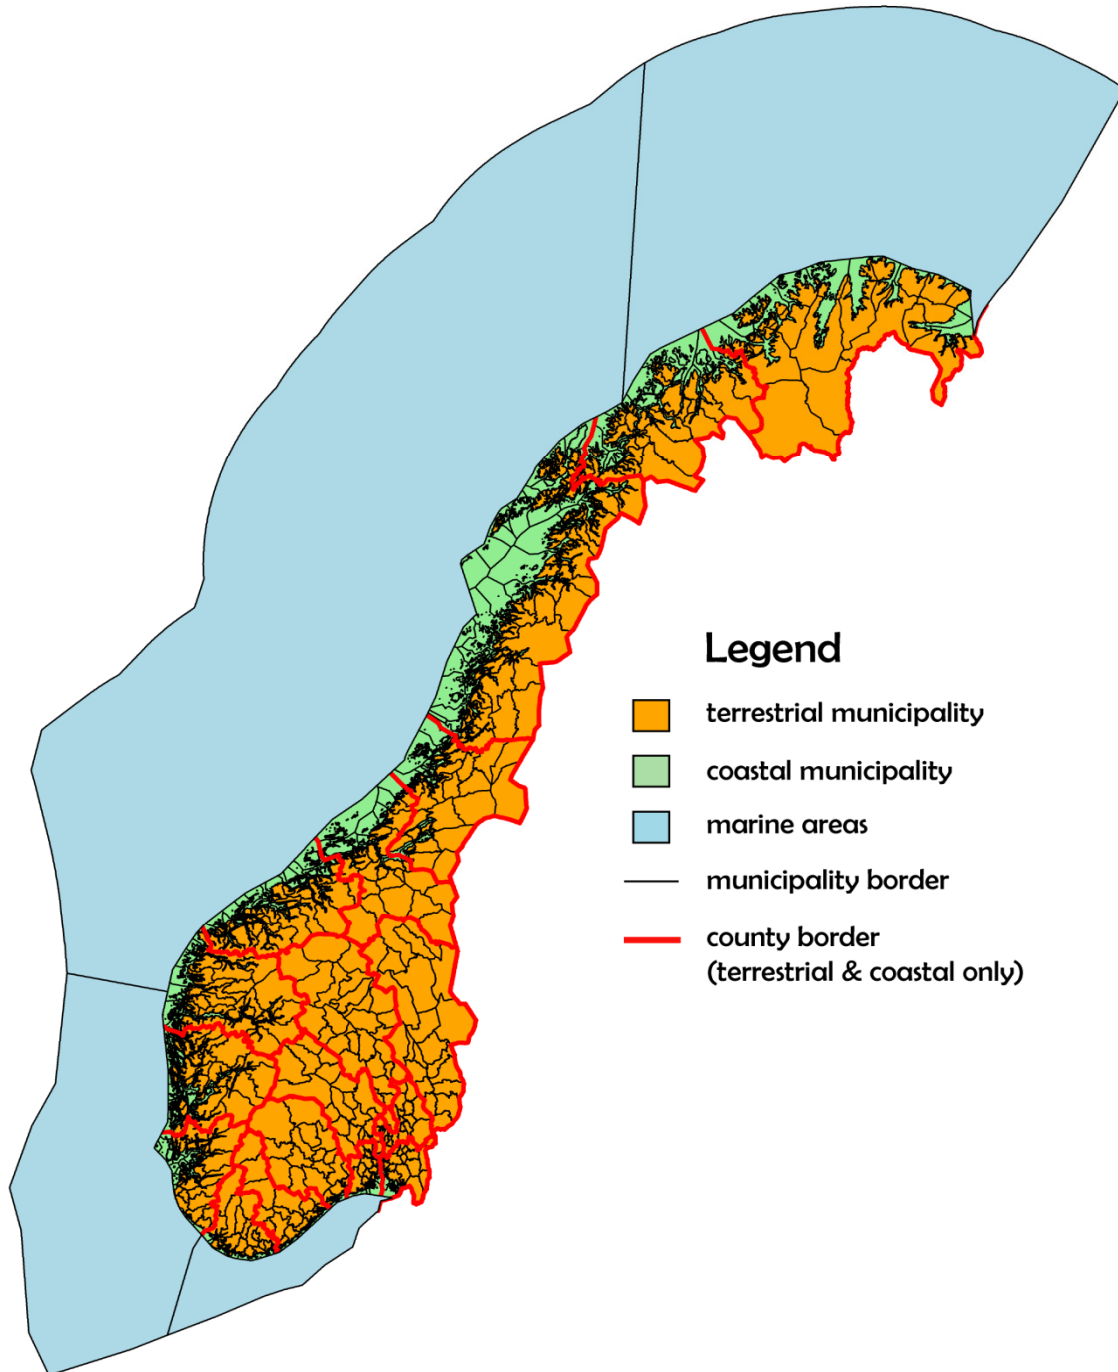 Legend
terrestrial municipality
coastal municipality
marine areas
municipality border
county border
(terrestrial & coastal only)